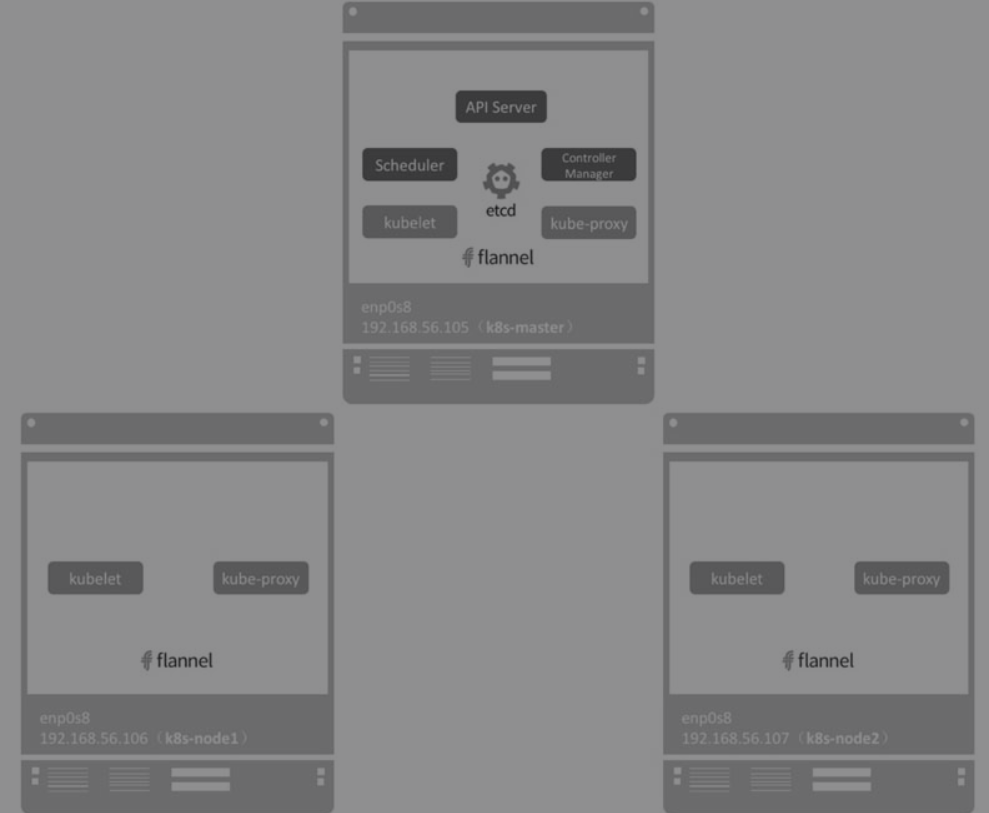 API Server
Scheduler
Controller
Manager
etcd
kubelet
kube-proxy
flannel
enp0s8
192.168.56.105（k8s-master）
kubelet
kube-proxy
flannel
enp0s8
192.168.56.106（k8s-node1）
kubelet
kube-proxy
flannel
enp0s8
192.168.56.107（k8s-node2）